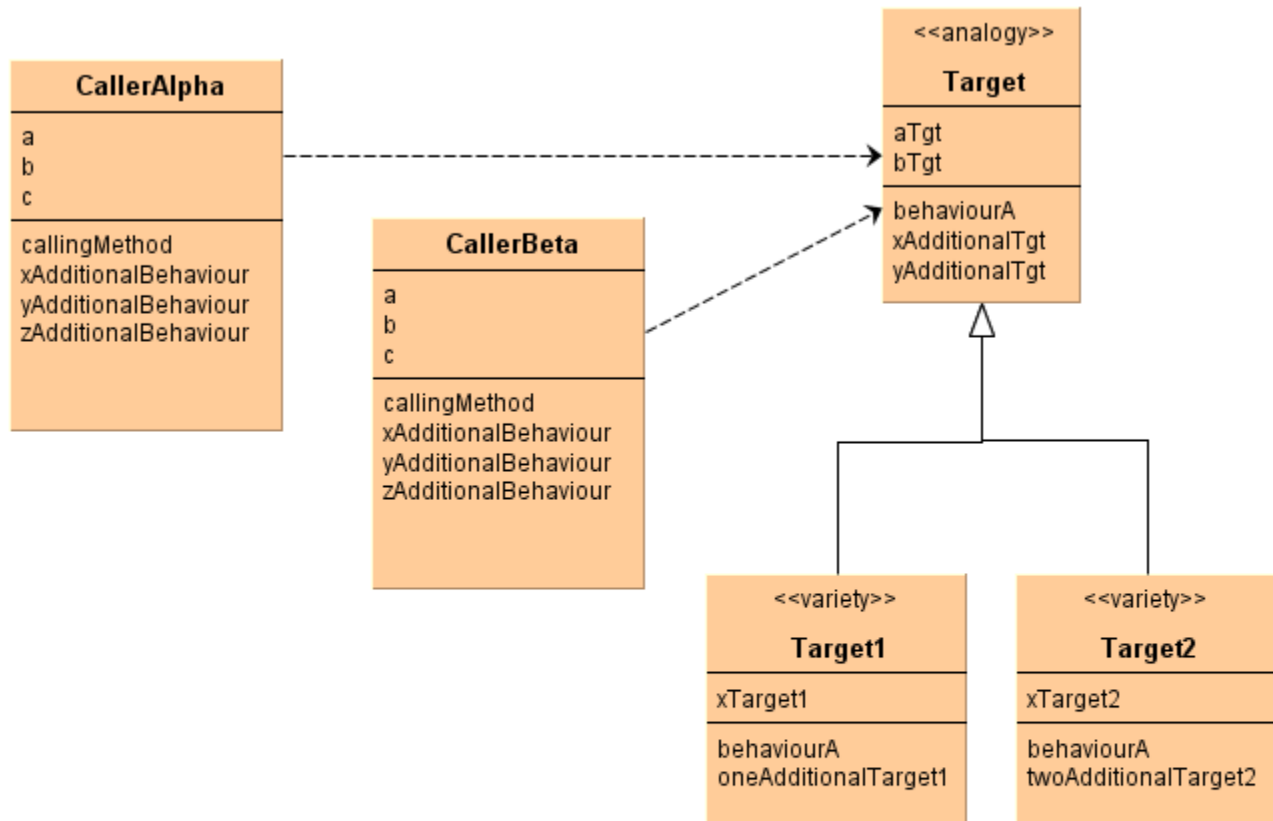 CallerAlpha
a
b
c
callingMethod
xAdditionalBehaviour
yAdditionalBehaviour
zAdditionalBehaviour
CallerBeta
a
b
c
callingMethod
xAdditionalBehaviour
yAdditionalBehaviour
zAdditionalBehaviour
<<analogy>>
Target
aTgt
bTgt
behaviourA
xAdditionalTgt
yAdditionalTgt
<<variety>>
Target1
xTarget1
behaviourA
oneAdditionalTarget1
<<variety>>
Target2
xTarget2
behaviourA
twoAdditionalTarget2